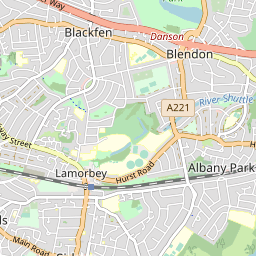 Way
Danson
Blackfen
Blendon
A221
River Shuttle
way Street
Lamorbey
Hurst Road
Albany Park
Main Road